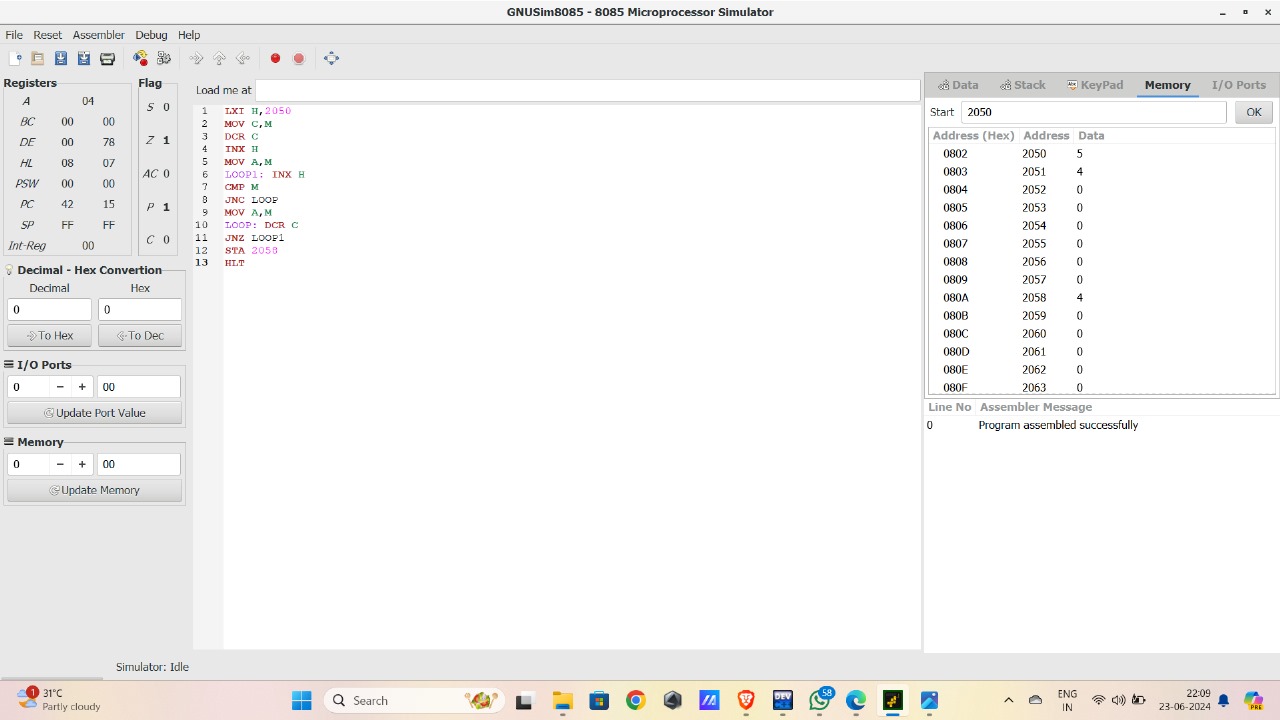 GNUSim8085 - 8085 Microprocessor Simulator
File Reset Assembler Debug Help
Registers
A 04
BC 00 00
DE 00 78
HL 08 07
PSW 00 00
PC 42 15
SP FF FF
Int-Reg 00
Flag
S 0
Z 1
AC 0
P 1
C 0
Decimal - Hex Convertion
Decimal Hex
0 0
To Hex To Dec
I/O Ports
0 − + 00
Update Port Value
Memory
0 − + 00
Update Memory
Load me at
1 LXI H,2050
2 MOV C,M
3 DCR C
4 INX H
5 MOV A,M
6 LOOP1: INX H
7 CMP M
8 JNC LOOP
9 MOV A,M
10 LOOP: DCR C
11 JNZ LOOP1
12 STA 2058
13 HLT
Data Stack KeyPad Memory I/O Ports
Start 2050 OK
Address (Hex) Address Data
0802 2050 5
0803 2051 4
0804 2052 0
0805 2053 0
0806 2054 0
0807 2055 0
0808 2056 0
0809 2057 0
080A 2058 4
080B 2059 0
080C 2060 0
080D 2061 0
080E 2062 0
080F 2063 0
Line No Assembler Message
0 Program assembled successfully
Simulator: Idle
1 31°C
Partly cloudy
Search
DEV
58
ENG
IN
22:09
23-06-2024
PRE